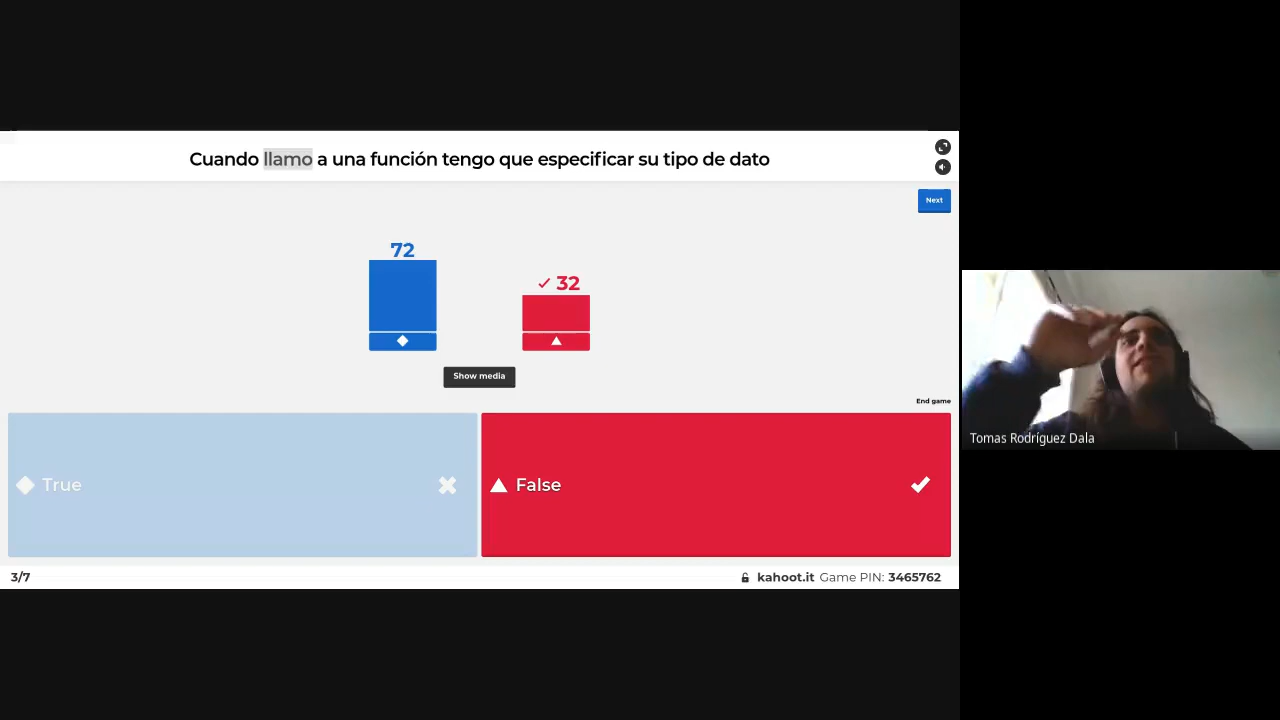 Cuando llamo a una función tengo que especificar su tipo de dato
Next
72
32
Show media
End game
True
False
Tomas Rodríguez Dala
3/7
kahoot.it Game PIN: 3465762